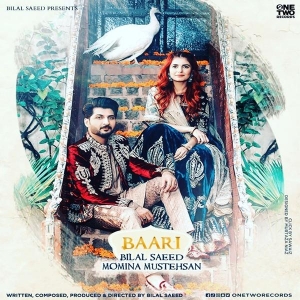 BILAL SAEED PRESENTS
ONE
TWO
RECORDS
BAARI
BILAL SAEED
MOMINA MUSTEHSAN
WRITTEN, COMPOSED, PRODUCED & DIRECTED BY BILAL SAEED
ONETWORECORDS